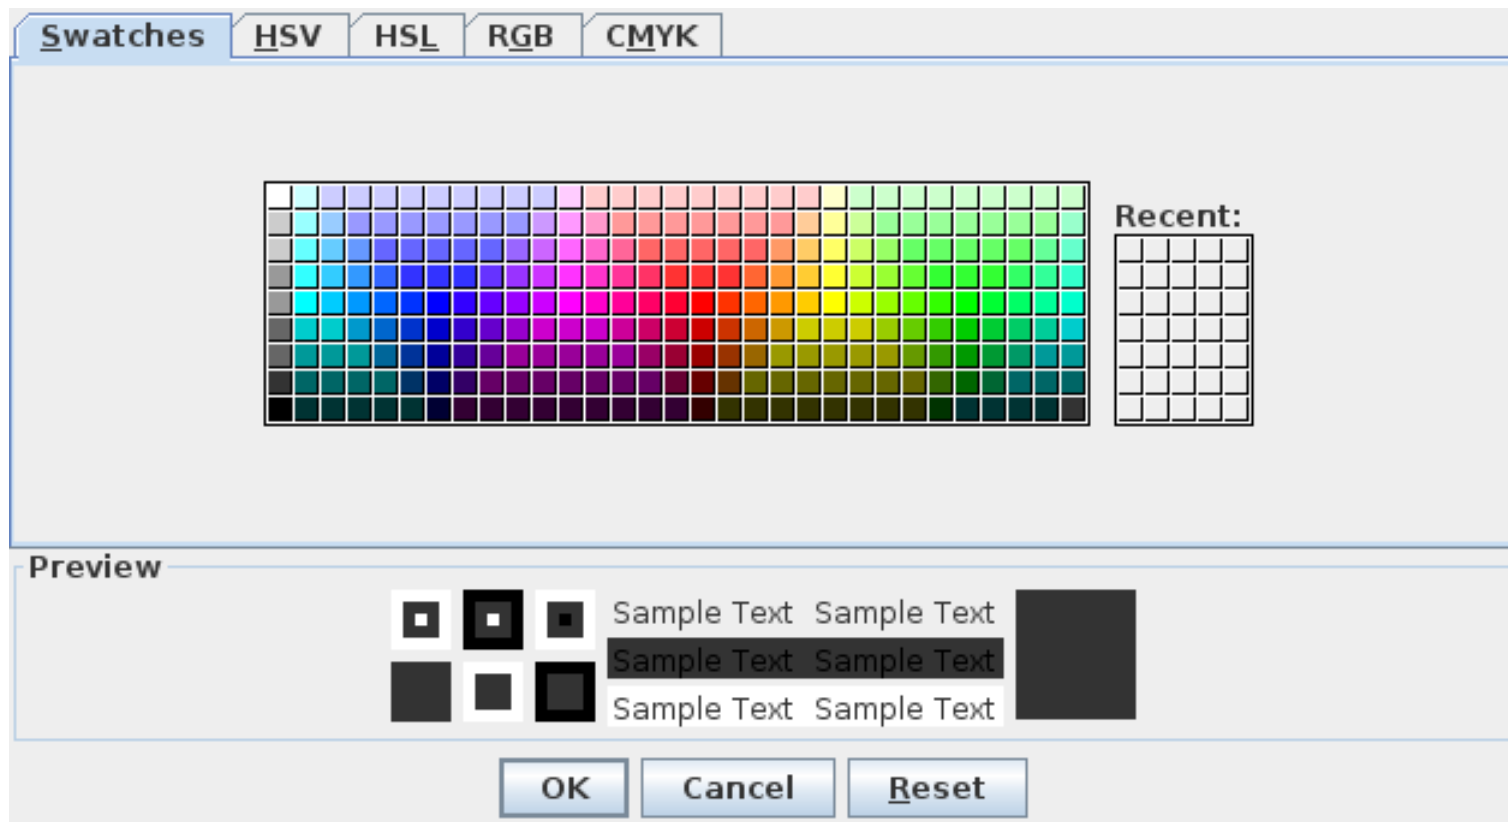 Swatches HSV HSL RGB CMYK
Recent:
Preview
Sample Text Sample Text
Sample Text Sample Text
Sample Text Sample Text
OK Cancel Reset